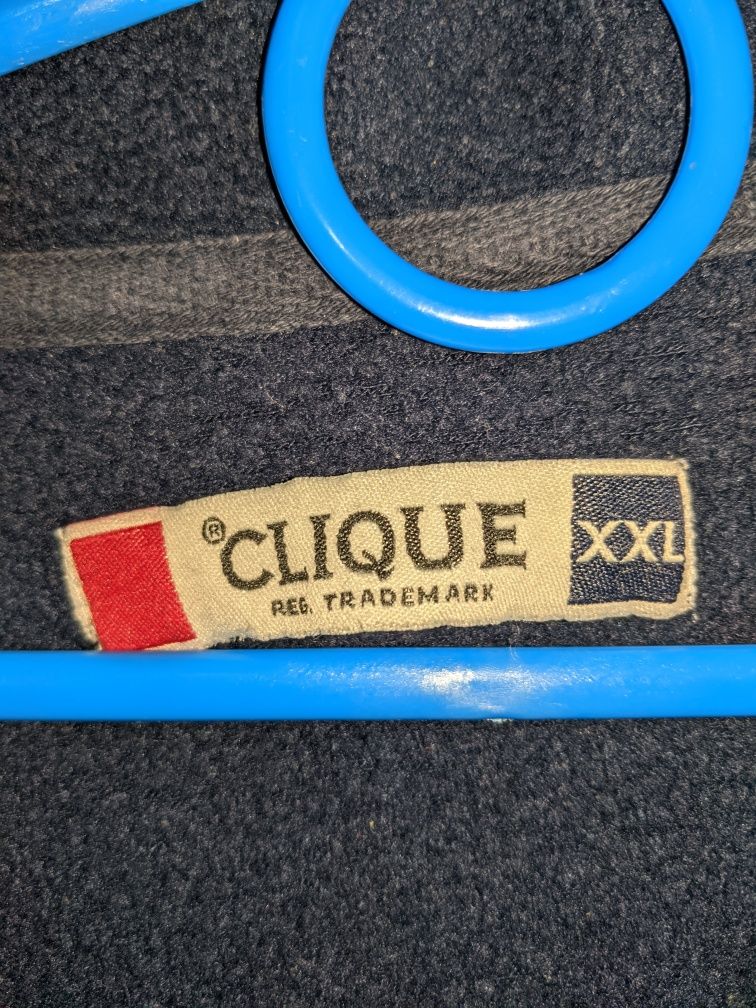 ® CLIQUE XXL
REG. TRADEMARK